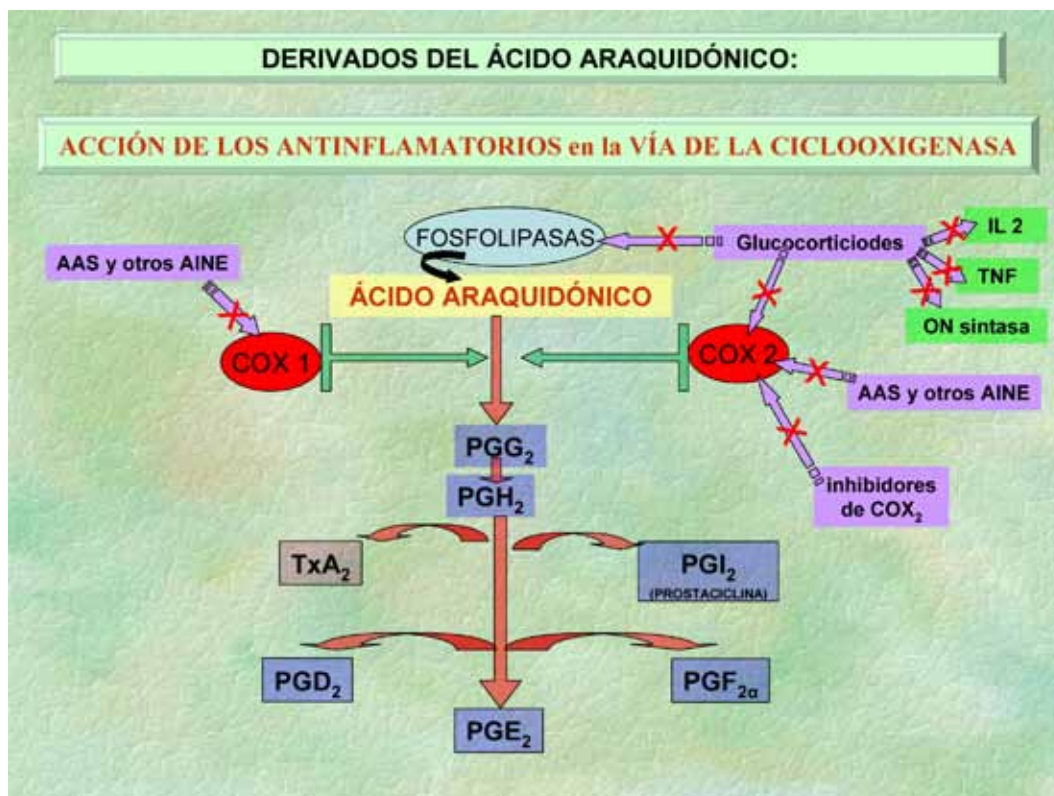 DERIVADOS DEL ÁCIDO ARAQUIDÓNICO:
ACCIÓN DE LOS ANTINFLAMATORIOS en la VÍA DE LA CICLOOXIGENASA
FOSFOLIPASAS
Glucocorticiodes
IL 2
TNF
ON sintasa
AAS y otros AINE
ÁCIDO ARAQUIDÓNICO
COX 1
COX 2
AAS y otros AINE
PGG₂
PGH₂
inhibidores
de COX₂
TxA₂
PGI₂
(PROSTACICLINA)
PGD₂
PGF₂α
PGE₂